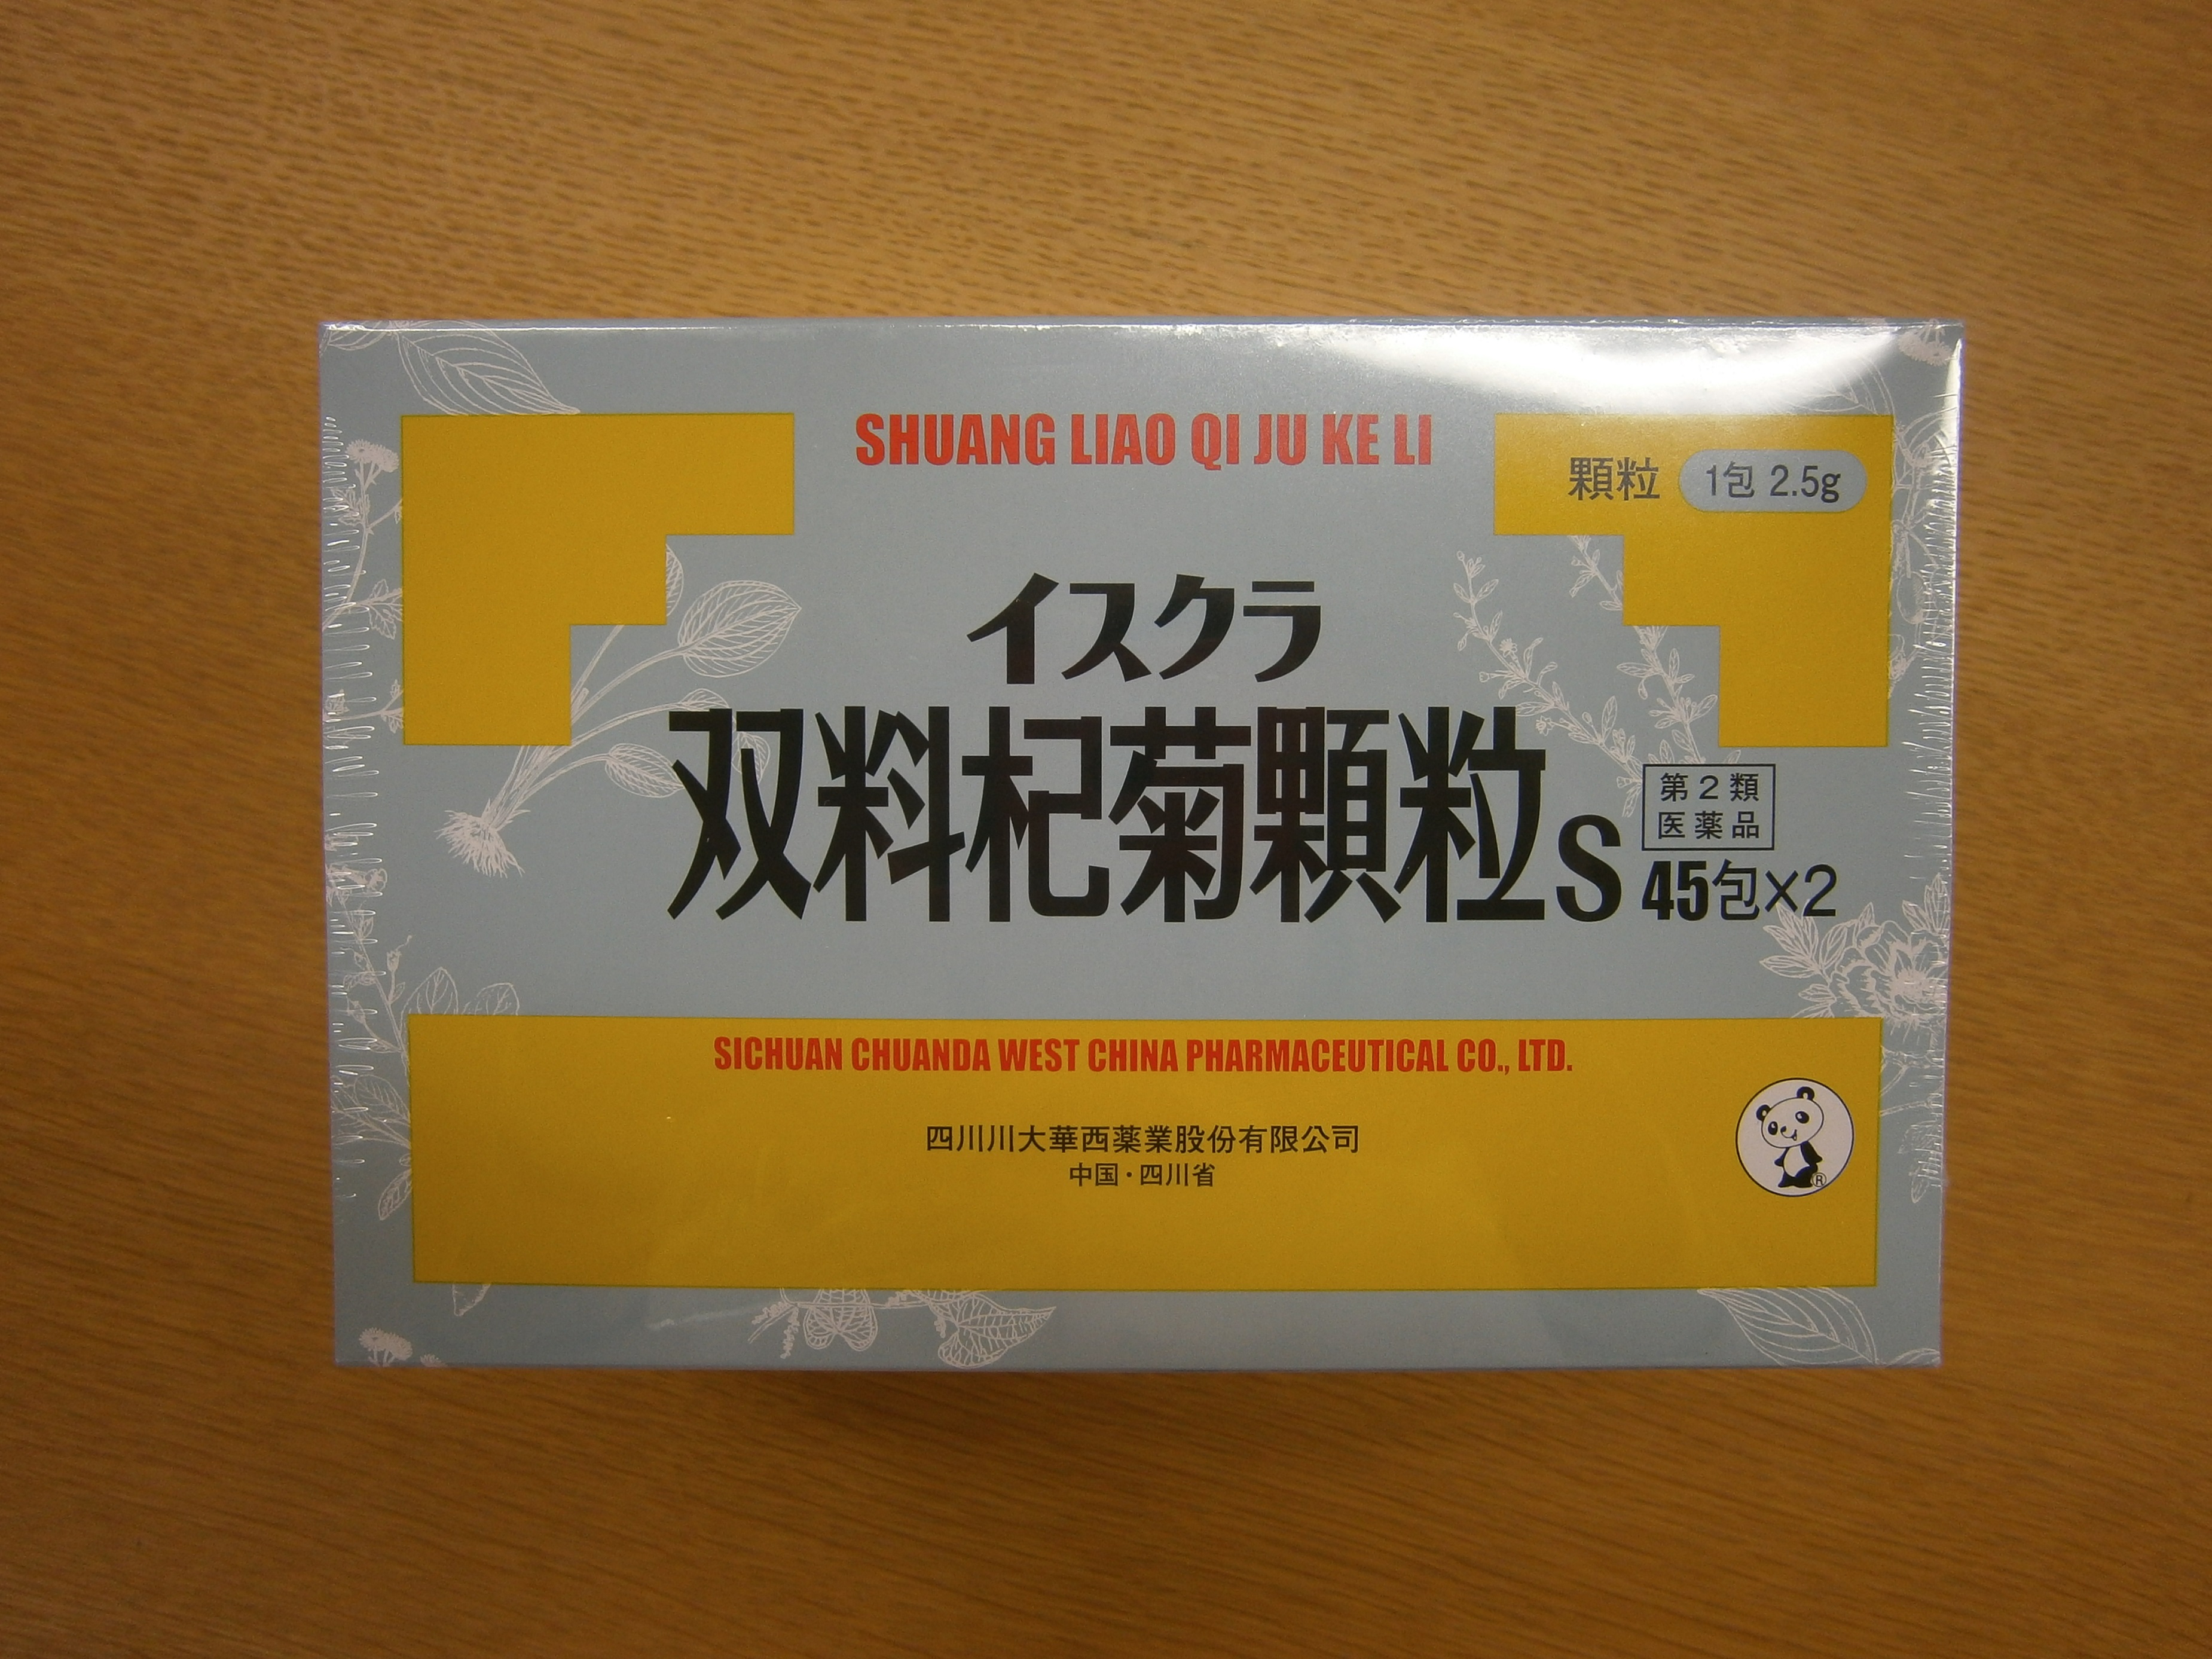 SHUANG LIAO QI JU KE LI
顆粒 1包 2.5g
イスクラ
双料杞菊顆粒S
第2類
医薬品
45包×2
SICHUAN CHUANDA WEST CHINA PHARMACEUTICAL CO., LTD.
四川川大華西薬業股份有限公司
中国・四川省
®